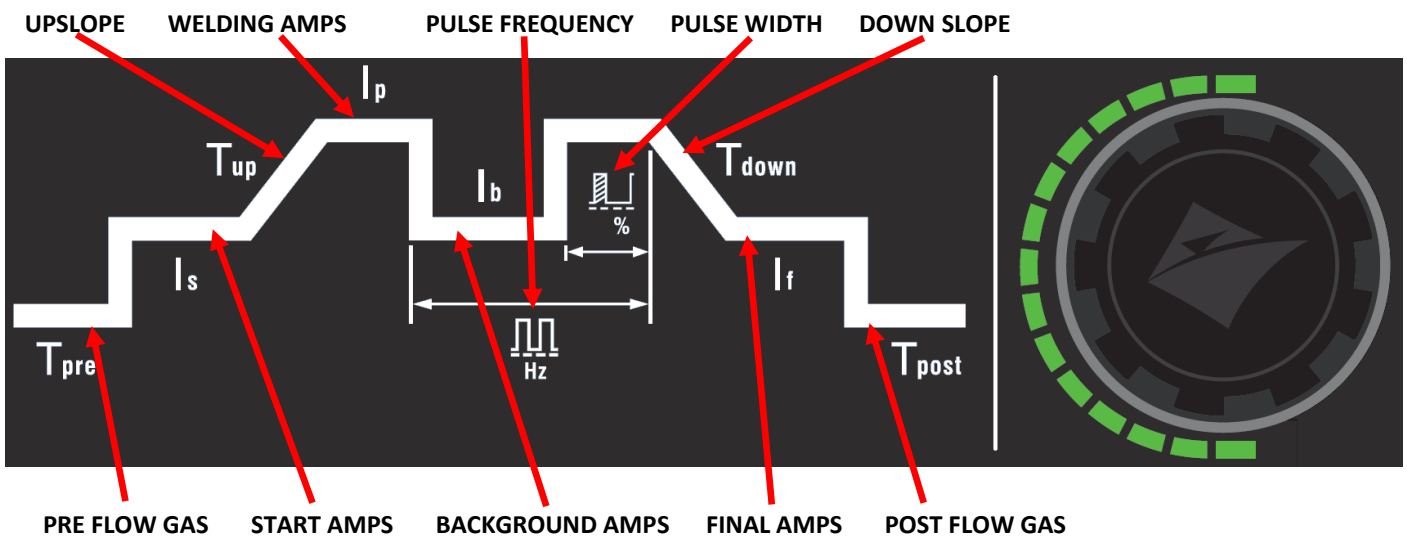 UPSLOPE WELDING AMPS PULSE FREQUENCY PULSE WIDTH DOWN SLOPE
Ip
Tup Ib Tdown
%
Is If
Tpre Hz Tpost
PRE FLOW GAS START AMPS BACKGROUND AMPS FINAL AMPS POST FLOW GAS